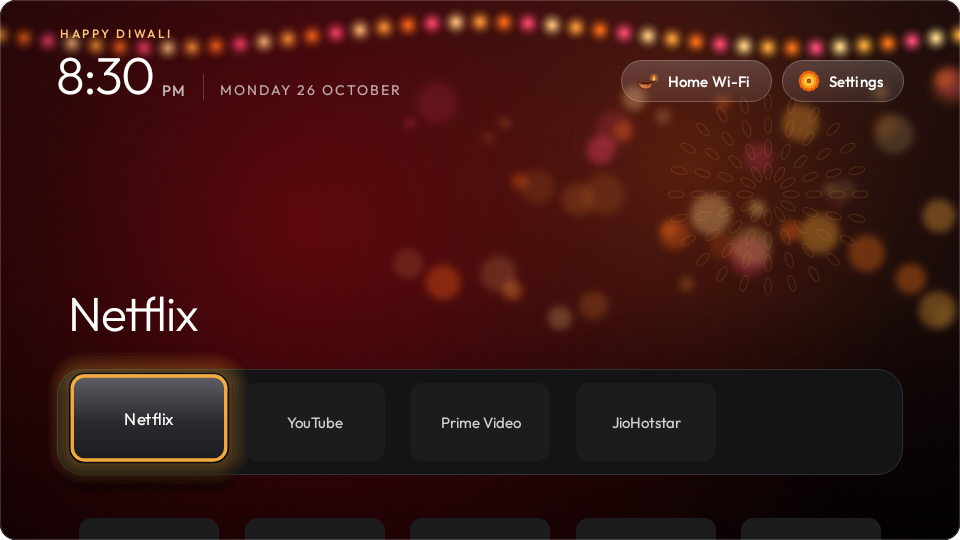 HAPPY DIWALI
8:30 PM
MONDAY 26 OCTOBER
Home Wi-Fi
Settings
Netflix
Netflix
YouTube
Prime Video
JioHotstar